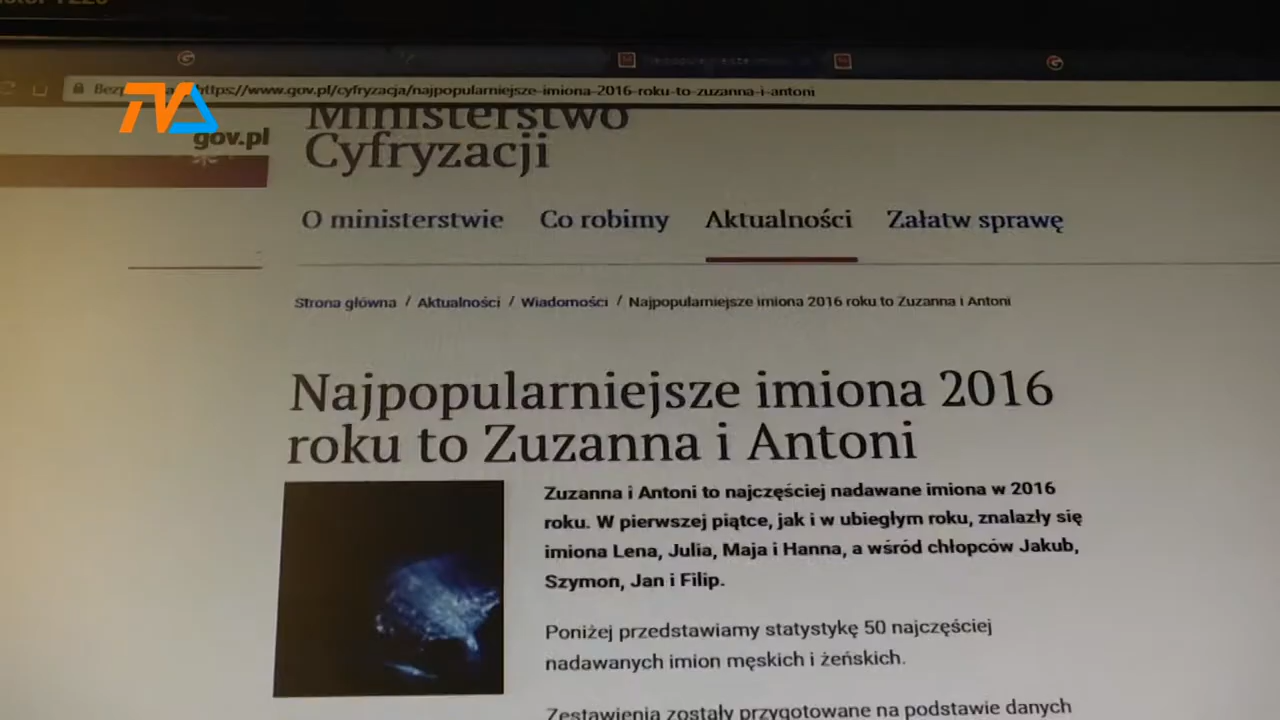 https://www.gov.pl/cyfryzacja/najpopularniejsze-imiona-2016-roku-to-zuzanna-i-antoni
TVA
gov.pl
Ministerstwo
Cyfryzacji
O ministerstwie Co robimy Aktualności Załatw sprawę
Strona główna / Aktualności / Wiadomości / Najpopularniejsze imiona 2016 roku to Zuzanna i Antoni
Najpopularniejsze imiona 2016
roku to Zuzanna i Antoni
Zuzanna i Antoni to najczęściej nadawane imiona w 2016
roku. W pierwszej piątce, jak i w ubiegłym roku, znalazły się
imiona Lena, Julia, Maja i Hanna, a wśród chłopców Jakub,
Szymon, Jan i Filip.
Poniżej przedstawiamy statystykę 50 najczęściej
nadawanych imion męskich i żeńskich.
Zestawienia zostały przygotowane na podstawie danych